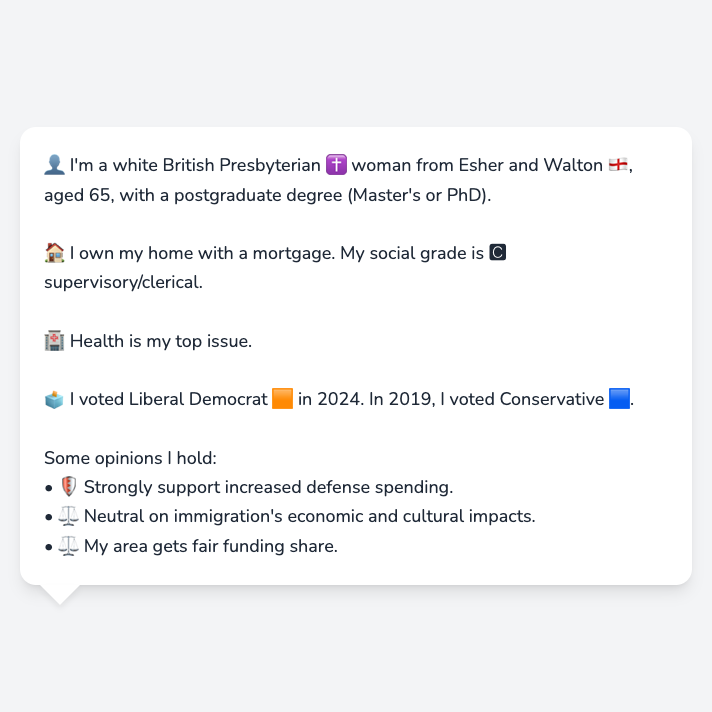 👤 I'm a white British Presbyterian ✝️ woman from Esher and Walton 🏴󠁧󠁢󠁥󠁮󠁧󠁿,
aged 65, with a postgraduate degree (Master's or PhD).
🏠 I own my home with a mortgage. My social grade is 🅲
supervisory/clerical.
🏥 Health is my top issue.
🗳️ I voted Liberal Democrat 🟧 in 2024. In 2019, I voted Conservative 🟦.
Some opinions I hold:
• 🛡️ Strongly support increased defense spending.
• ⚖️ Neutral on immigration's economic and cultural impacts.
• ⚖️ My area gets fair funding share.